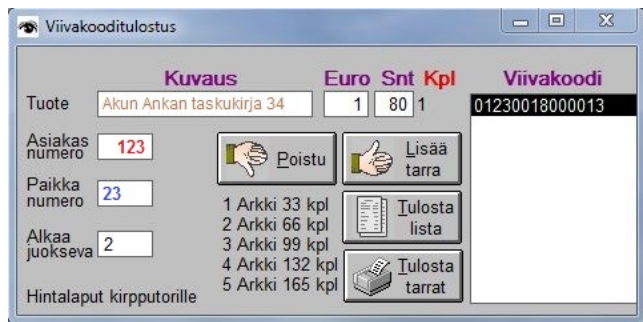 Viivakooditulostus
Kuvaus Euro Snt Kpl Viivakoodi
Tuote Akun Ankan taskukirja 34 1 80 1 01230018000013
Asiakas
numero 123
Poistu
Lisää
tarra
Paikka
numero 23
1 Arkki 33 kpl
2 Arkki 66 kpl
3 Arkki 99 kpl
4 Arkki 132 kpl
5 Arkki 165 kpl
Tulosta
lista
Alkaa
juokseva 2
Tulosta
tarrat
Hintalaput kirpputorille